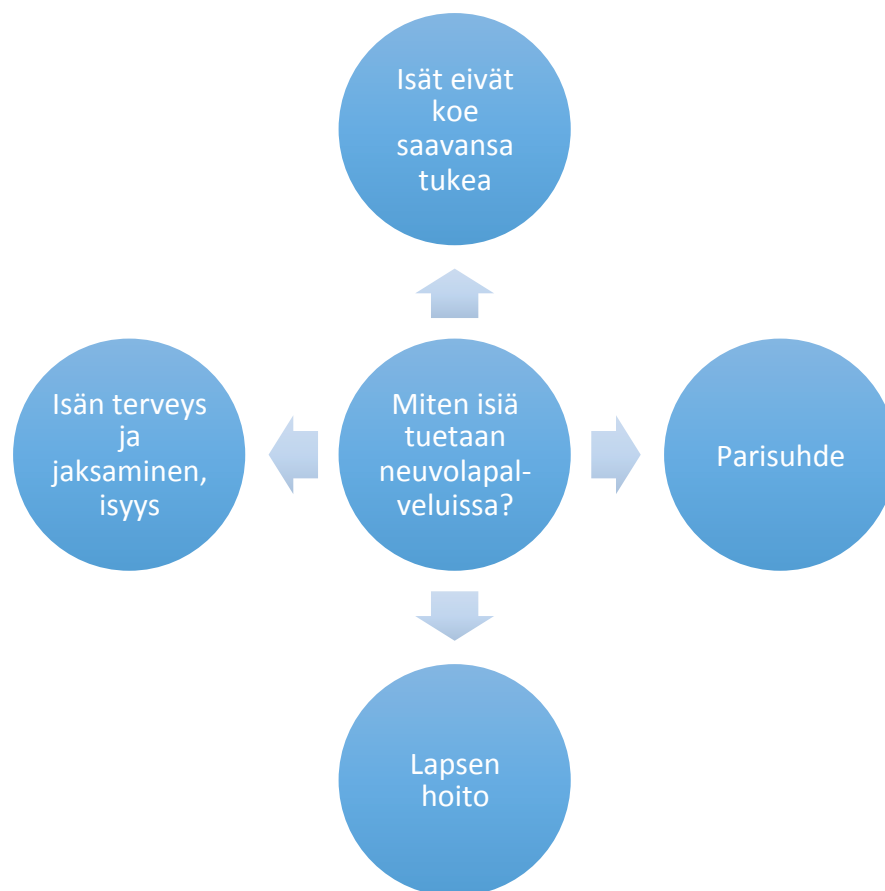 Isät eivät
koe
saavansa
tukea
Isän terveys
ja
jaksaminen,
isyys
Miten isiä
tuetaan
neuvolapal-
veluissa?
Parisuhde
Lapsen
hoito